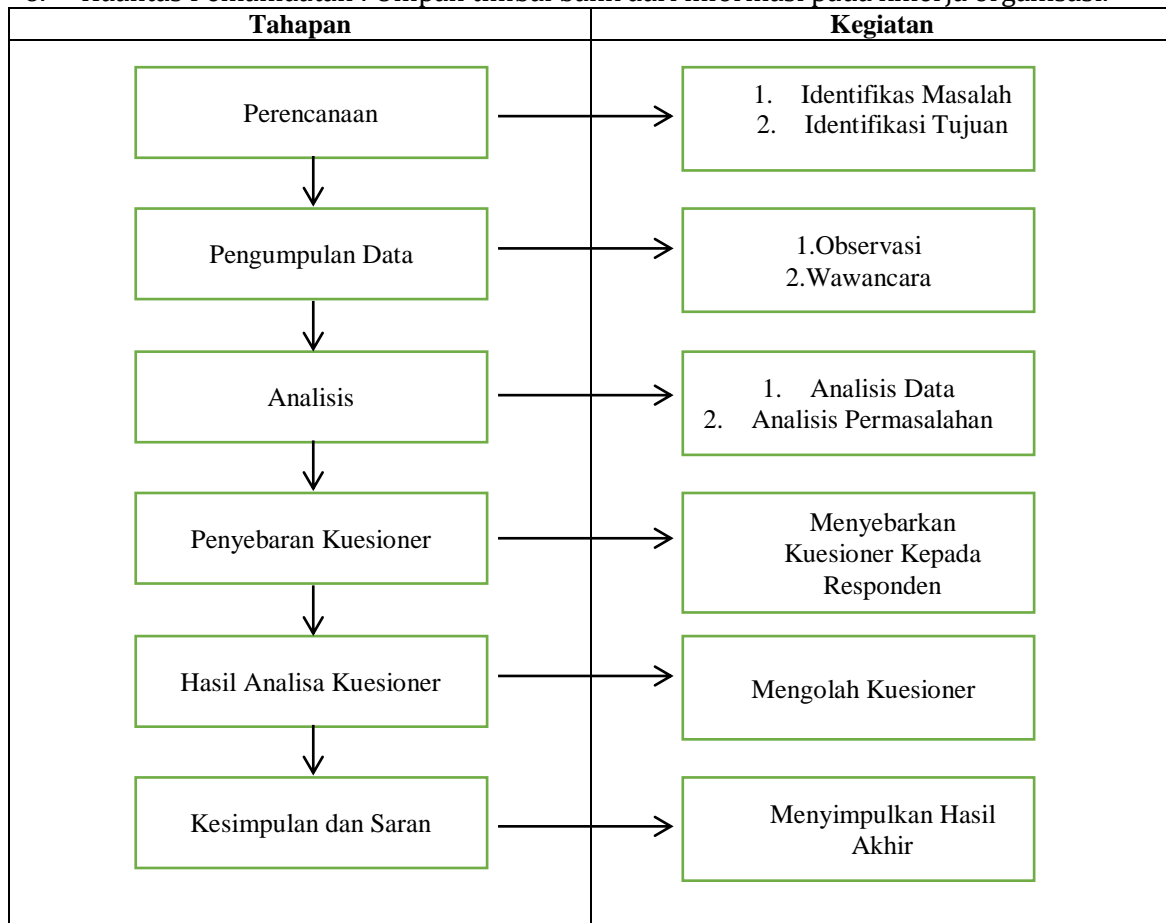 Tahapan Kegiatan
Perencanaan
1. Identifikas Masalah
2. Identifikasi Tujuan
Pengumpulan Data
1.Observasi
2.Wawancara
Analisis
1. Analisis Data
2. Analisis Permasalahan
Penyebaran Kuesioner
Menyebarkan
Kuesioner Kepada
Responden
Hasil Analisa Kuesioner
Mengolah Kuesioner
Kesimpulan dan Saran
Menyimpulkan Hasil
Akhir